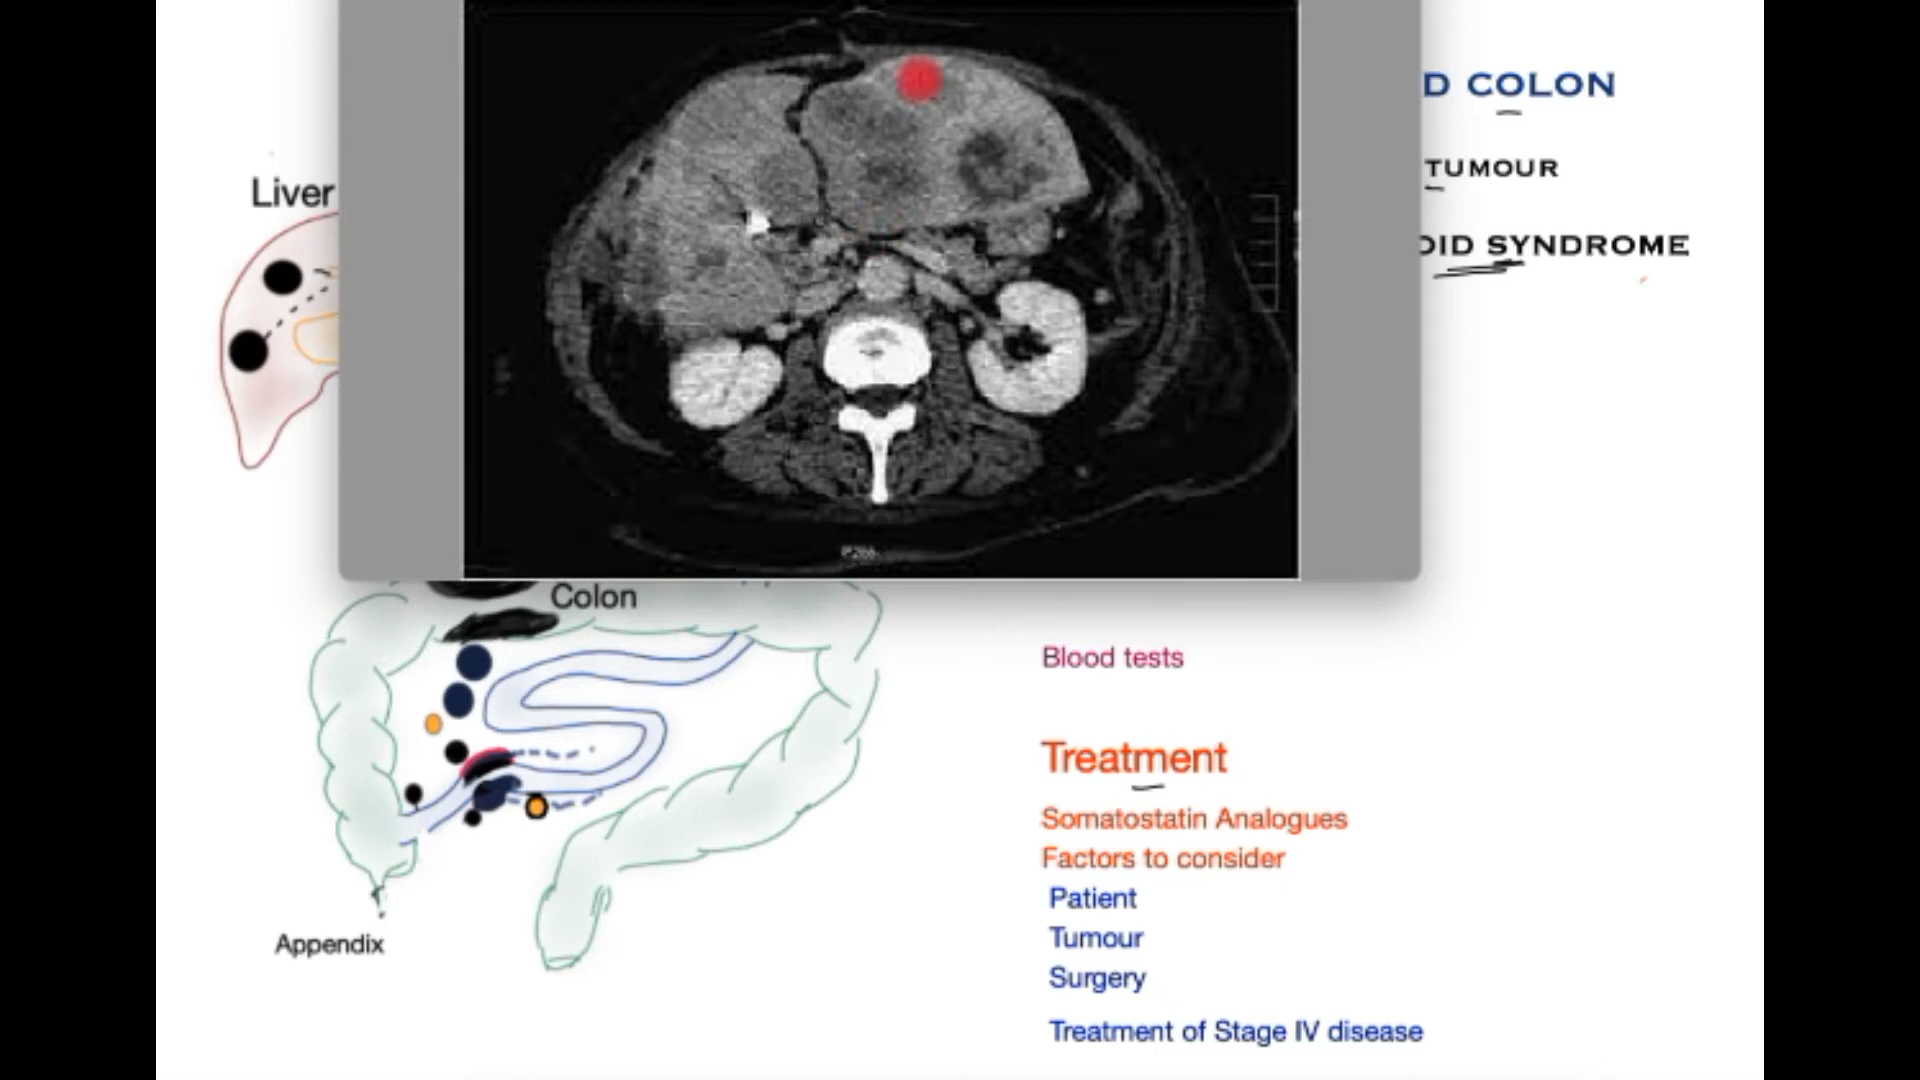 D COLON
TUMOUR
Liver
OID SYNDROME
Colon
Blood tests
Treatment
Somatostatin Analogues
Factors to consider
Patient
Tumour
Appendix
Surgery
Treatment of Stage IV disease